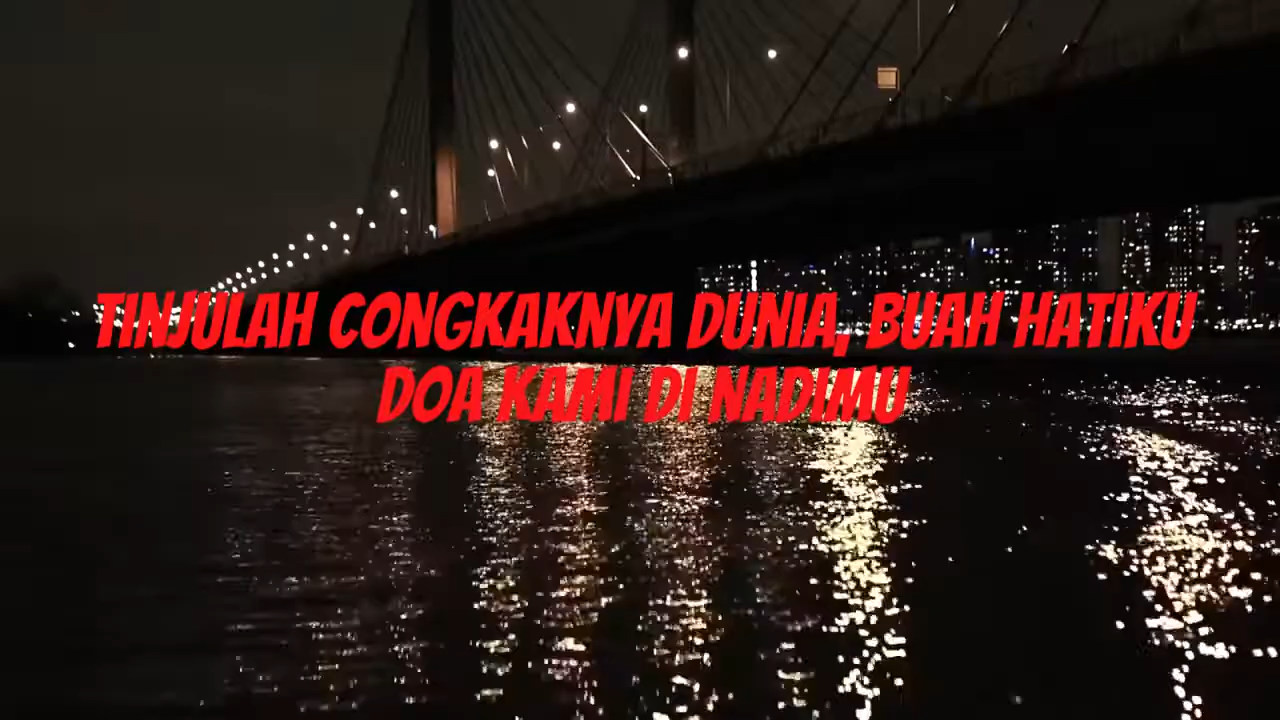 TINJULAH CONGKAKNYA DUNIA, BUAH HATIKU
DOA KAMI DI NADIMU